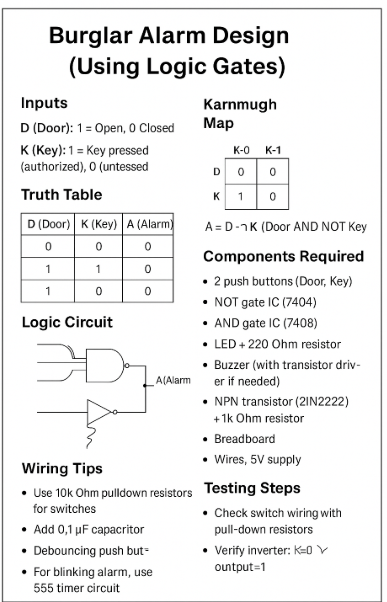 Burglar Alarm Design
(Using Logic Gates)
Inputs
D (Door): 1 = Open, 0 Closed
K (Key): 1 = Key pressed
(authorized), 0 (untessed
Truth Table
D (Door) K (Key) A (Alarm)
0 0 0
1 1 0
1 0 0
Logic Circuit
A(Alarm
Wiring Tips
• Use 10k Ohm pulldown resistors
for switches
• Add 0,1 µF capacritor
• Debouncing push but=
• For blinking alarm, use
555 timer circuit
Karnmugh
Map
K-0 K-1
D 0 0
K 1 0
A = D -¬ K (Door AND NOT Key
Components Required
• 2 push buttons (Door, Key)
• NOT gate IC (7404)
• AND gate IC (7408)
• LED + 220 Ohm resistor
• Buzzer (with transistor driv-
er if needed)
• NPN transistor (2IN2222)
+1k Ohm resistor
• Breadboard
• Wires, 5V supply
Testing Steps
• Check switch wiring with
pull-down resistors
• Verify inverter: K=0
output=1